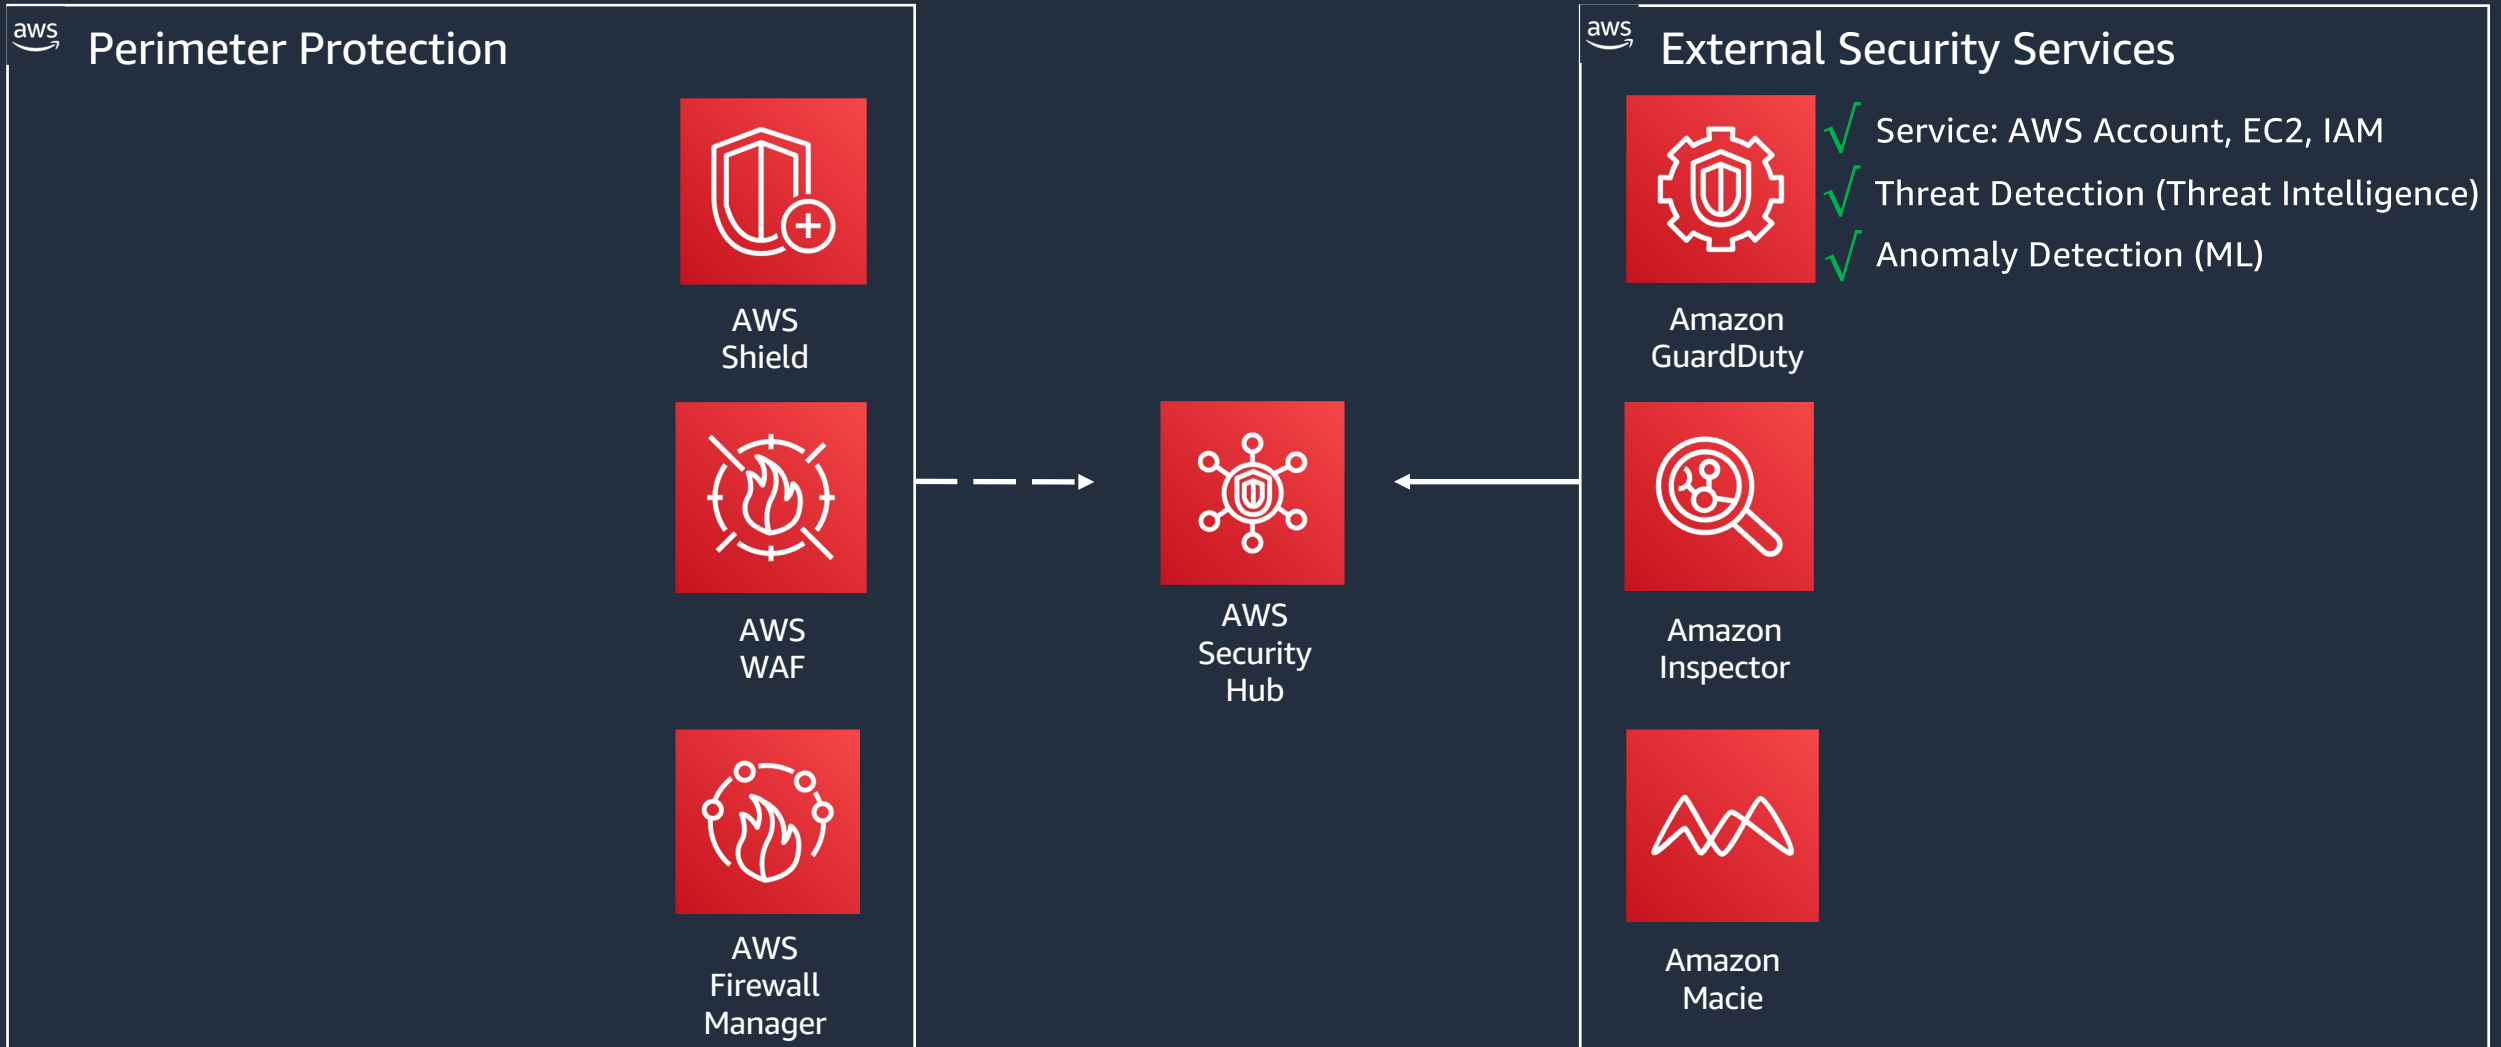 aws
Perimeter Protection
AWS
Shield
AWS
WAF
AWS
Firewall
Manager
AWS
Security
Hub
aws
External Security Services
Service: AWS Account, EC2, IAM
Threat Detection (Threat Intelligence)
Anomaly Detection (ML)
Amazon
GuardDuty
Amazon
Inspector
Amazon
Macie